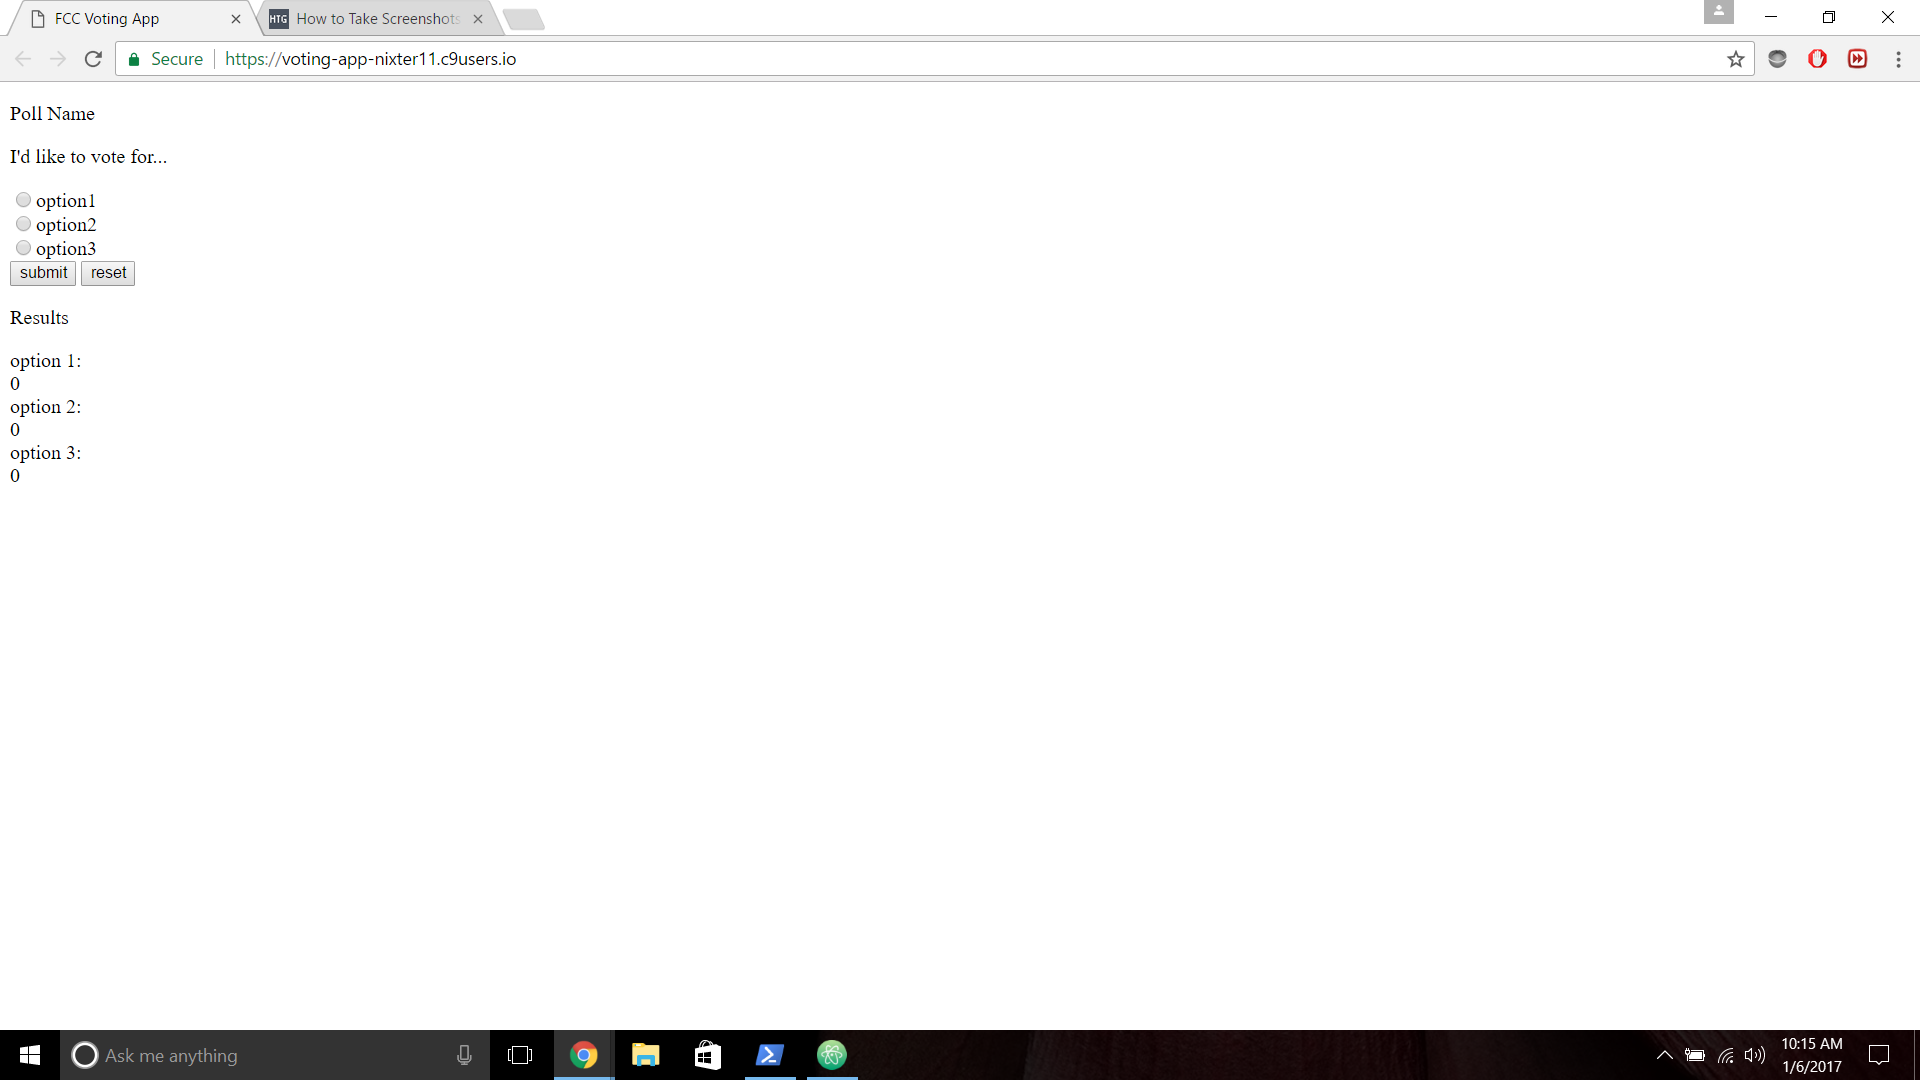 FCC Voting App
HTG How to Take Screenshots
Secure https://voting-app-nixter11.c9users.io
Poll Name
I'd like to vote for...
option1
option2
option3
submit reset
Results
option 1:
0
option 2:
0
option 3:
0
Ask me anything
10:15 AM
1/6/2017